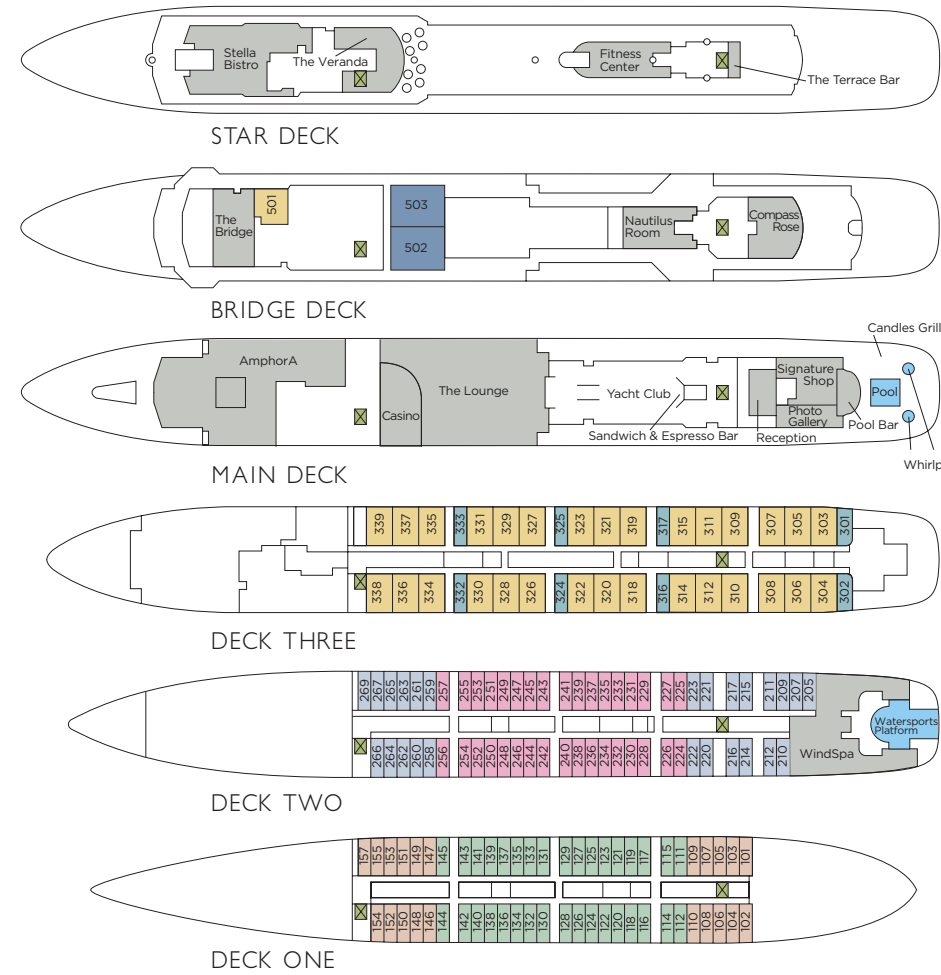 Stella
Bistro
The Veranda
Fitness
Center
The Terrace Bar
STAR DECK
The
Bridge
501
503
502
Nautilus
Room
Compass
Rose
BRIDGE DECK
Candles Grill
AmphorA
Casino
The Lounge
Yacht Club
Sandwich & Espresso Bar
Signature
Shop
Photo
Gallery
Reception
Pool Bar
Pool
Whirlp
MAIN DECK
339 337 335 333 331 329 327 325 323 321 319 317 315 311 309 307 305 303 301
338 336 334 332 330 328 326 324 322 320 318 316 314 312 310 308 306 304 302
DECK THREE
269 267 265 263 261 259 257 255 253 251 249 247 245 243 241 239 237 235 233 231 229 227 225 223 221 217 215 211 209 207 205
266 264 262 260 258 256 254 252 250 248 246 244 242 240 238 236 234 232 230 228 226 224 222 220 216 214 212 210
WindSpa
Watersports
Platform
DECK TWO
157 155 153 151 149 147 145 143 141 139 137 135 133 131 129 127 125 123 121 119 117 115 111 109 107 105 103 101
154 152 150 148 146 144 142 140 138 136 134 132 130 128 126 124 122 120 118 116 114 112 110 108 106 104 102
DECK ONE